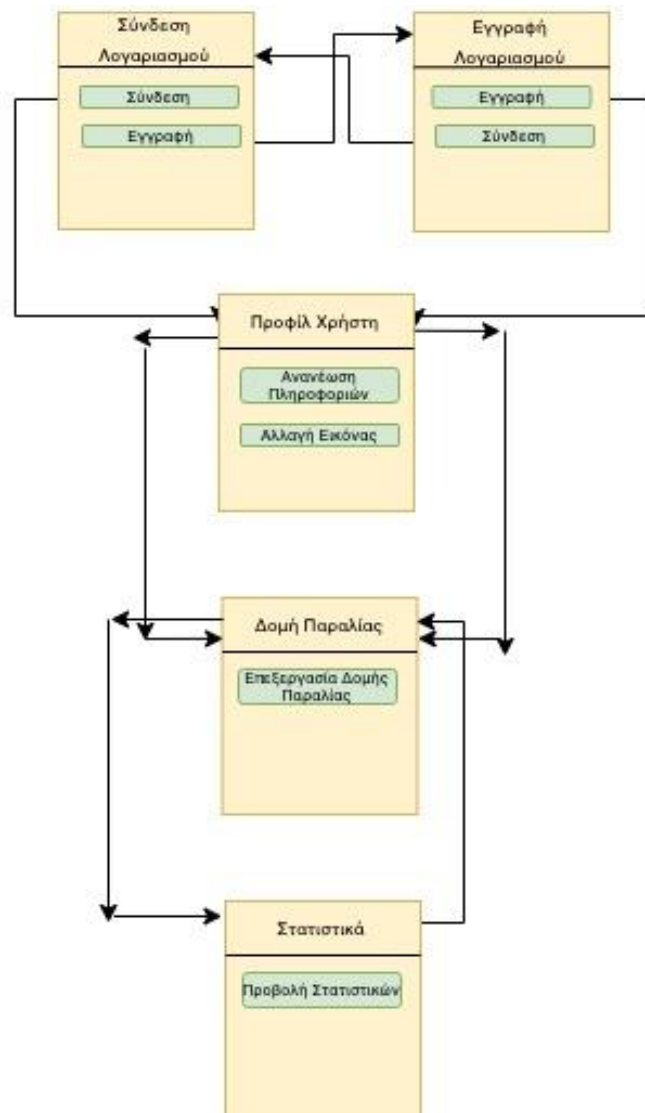 Σύνδεση
Λογαριασμού
Σύνδεση
Εγγραφή
Εγγραφή
Λογαριασμού
Εγγραφή
Σύνδεση
Προφίλ Χρήστη
Ανανέωση
Πληροφοριών
Αλλαγή Εικόνας
Δομή Παραλίας
Επεξεργασία Δομής
Παραλίας
Στατιστικά
Προβολή Στατιστικών